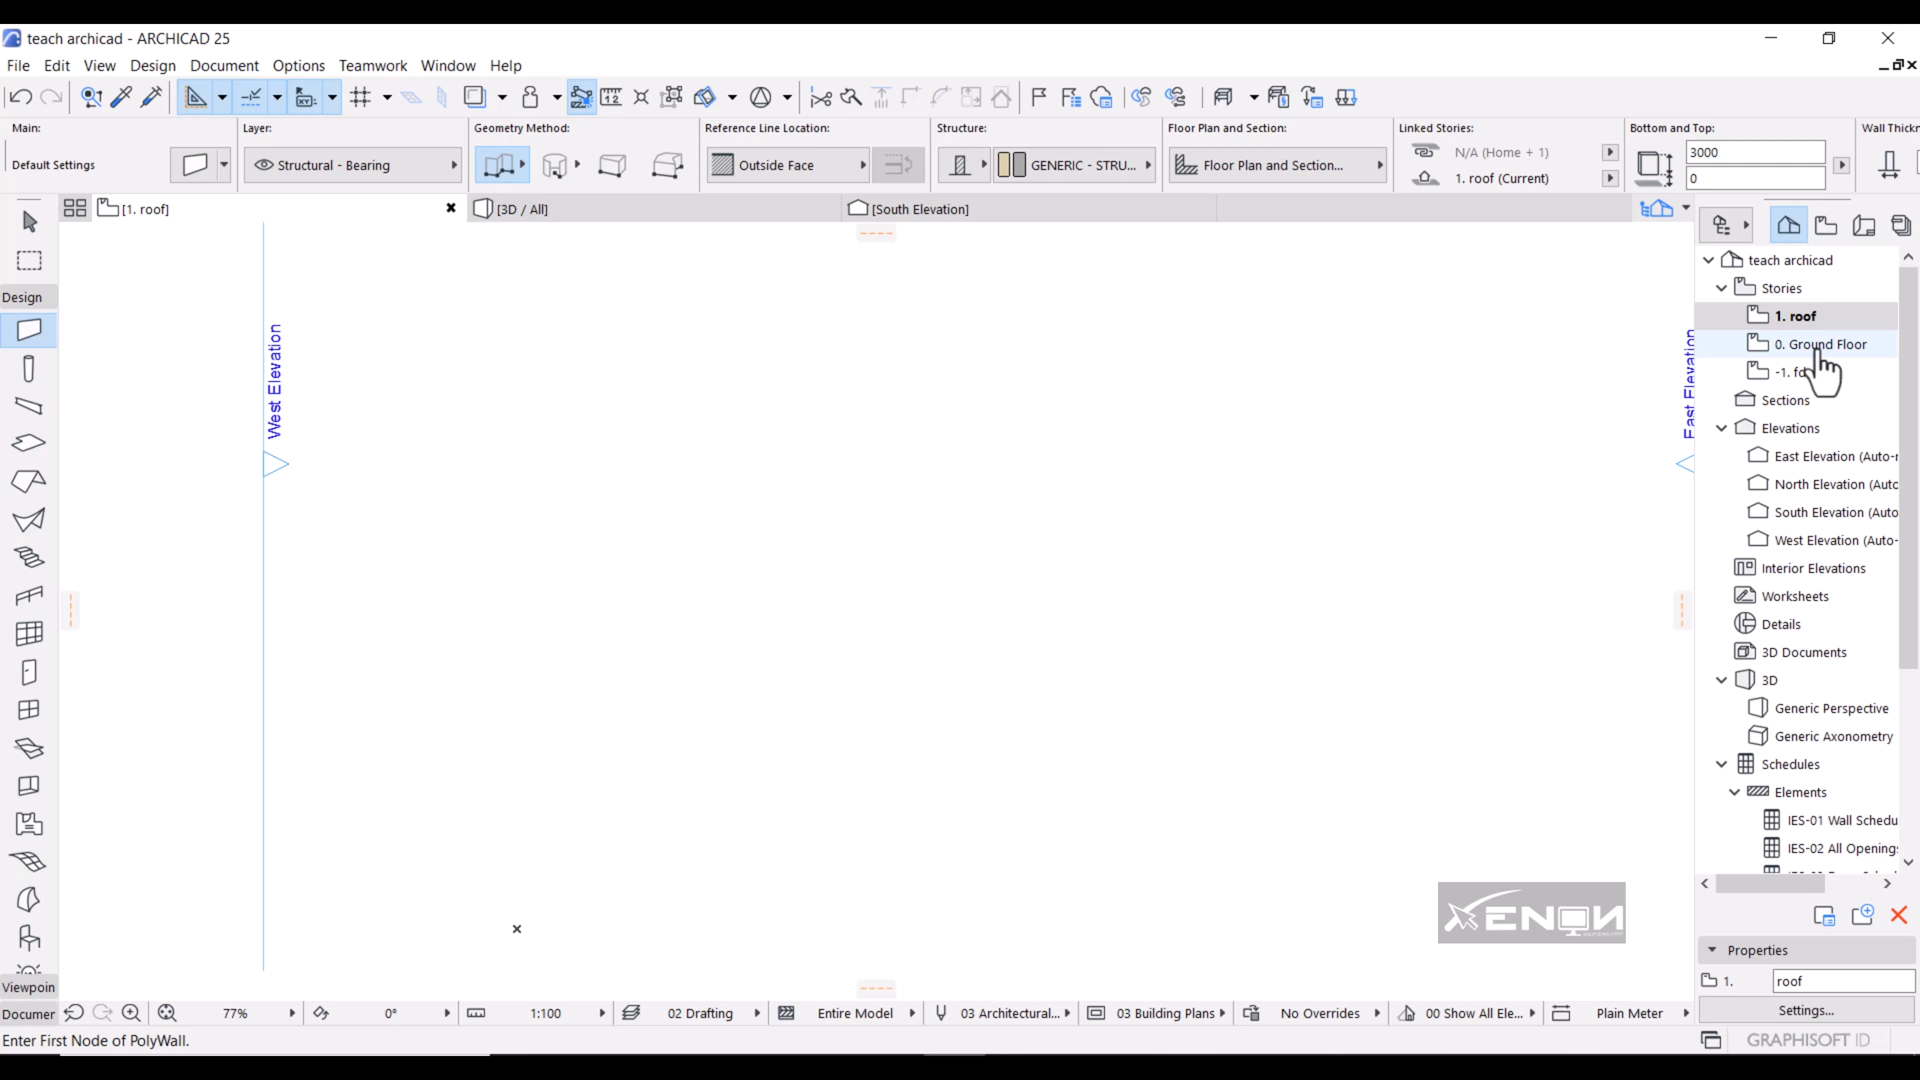 teach archicad - ARCHICAD 25
File Edit View Design Document Options Teamwork Window Help
Main: Layer: Geometry Method: Reference Line Location: Structure: Floor Plan and Section: Linked Stories: Bottom and Top: Wall Thickn
Default Settings Structural - Bearing Outside Face GENERIC - STRU... Floor Plan and Section... N/A (Home + 1) 3000
1. roof (Current) 0
[1. roof] [3D / All] [South Elevation]
Design
Viewpoin
Documer
West Elevation
East Elevation
teach archicad
Stories
1. roof
0. Ground Floor
-1. fo
Sections
Elevations
East Elevation (Auto-r
North Elevation (Autc
South Elevation (Auto
West Elevation (Auto-
Interior Elevations
Worksheets
Details
3D Documents
3D
Generic Perspective
Generic Axonometry
Schedules
Elements
IES-01 Wall Schedu
IES-02 All Opening:
XENON
Properties
1. roof
Settings...
77% 0° 1:100 02 Drafting Entire Model 03 Architectural... 03 Building Plans No Overrides 00 Show All Ele... Plain Meter
Enter First Node of PolyWall.
GRAPHISOFT ID